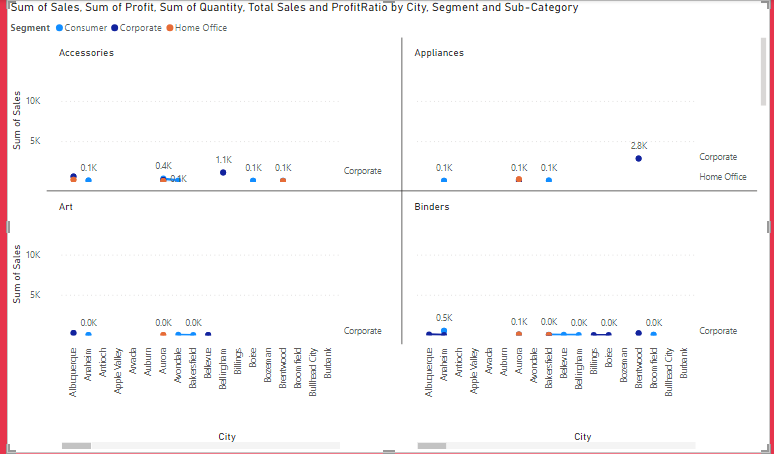 Sum of Sales, Sum of Profit, Sum of Quantity, Total Sales and ProfitRatio by City, Segment and Sub-Category
Segment Consumer Corporate Home Office
Accessories
Appliances
Sum of Sales
10K
5K
0.1K
0.4K
0.1K
1.1K
0.1K
0.1K
Corporate
0.1K
0.1K
0.1K
2.8K
Corporate
Home Office
Art
Binders
Sum of Sales
10K
5K
0.0K
0.0K
0.0K
Corporate
0.5K
0.1K
0.0K
0.0K
0.0K
0.0K
Corporate
Albuquerque
Anaheim
Antioch
Apple Valley
Arvada
Auburn
Aurora
Avondale
Bakersfield
Bellevue
Bellingham
Billings
Boise
Bozeman
Brentwood
Broomfield
Bullhead City
Burbank
Albuquerque
Anaheim
Antioch
Apple Valley
Arvada
Auburn
Aurora
Avondale
Bakersfield
Bellevue
Bellingham
Billings
Boise
Bozeman
Brentwood
Broomfield
Bullhead City
Burbank
City
City